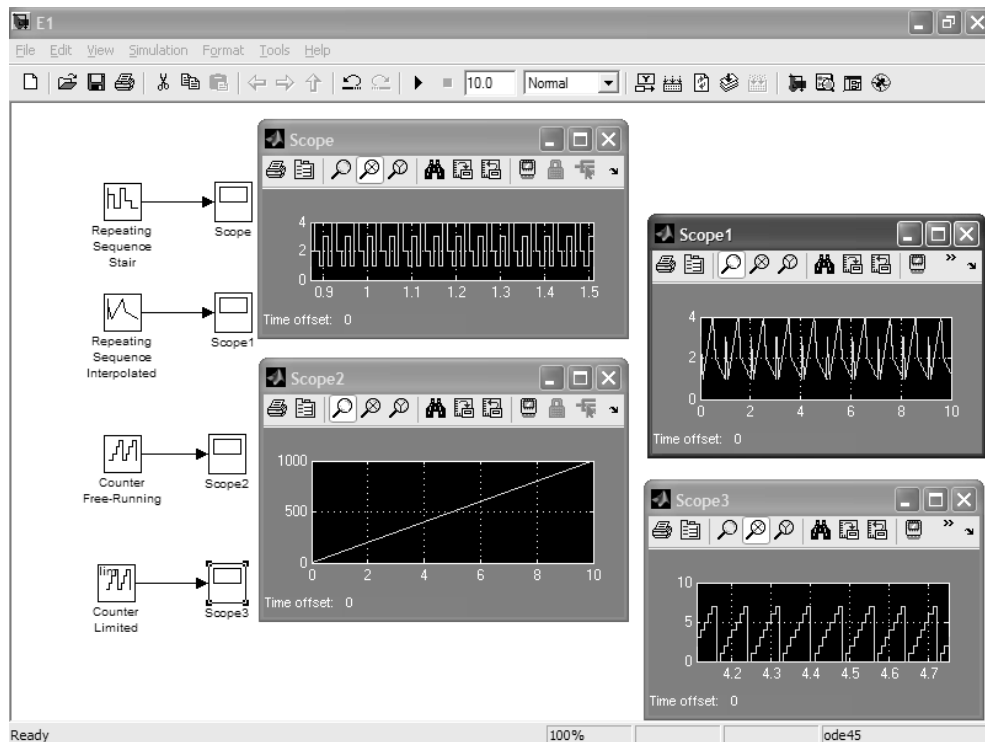 E1
File Edit View Simulation Format Tools Help
10.0 Normal
Repeating
Sequence
Stair
Scope
Repeating
Sequence
Interpolated
Scope1
Counter
Free-Running
Scope2
lim
Counter
Limited
Scope3
Scope
4
2
0
0.9 1 1.1 1.2 1.3 1.4 1.5
Time offset: 0
Scope1
4
2
0
0 2 4 6 8 10
Time offset: 0
Scope2
1000
500
0
0 2 4 6 8 10
Time offset: 0
Scope3
10
5
0
4.2 4.3 4.4 4.5 4.6 4.7
Time offset: 0
Ready 100% ode45